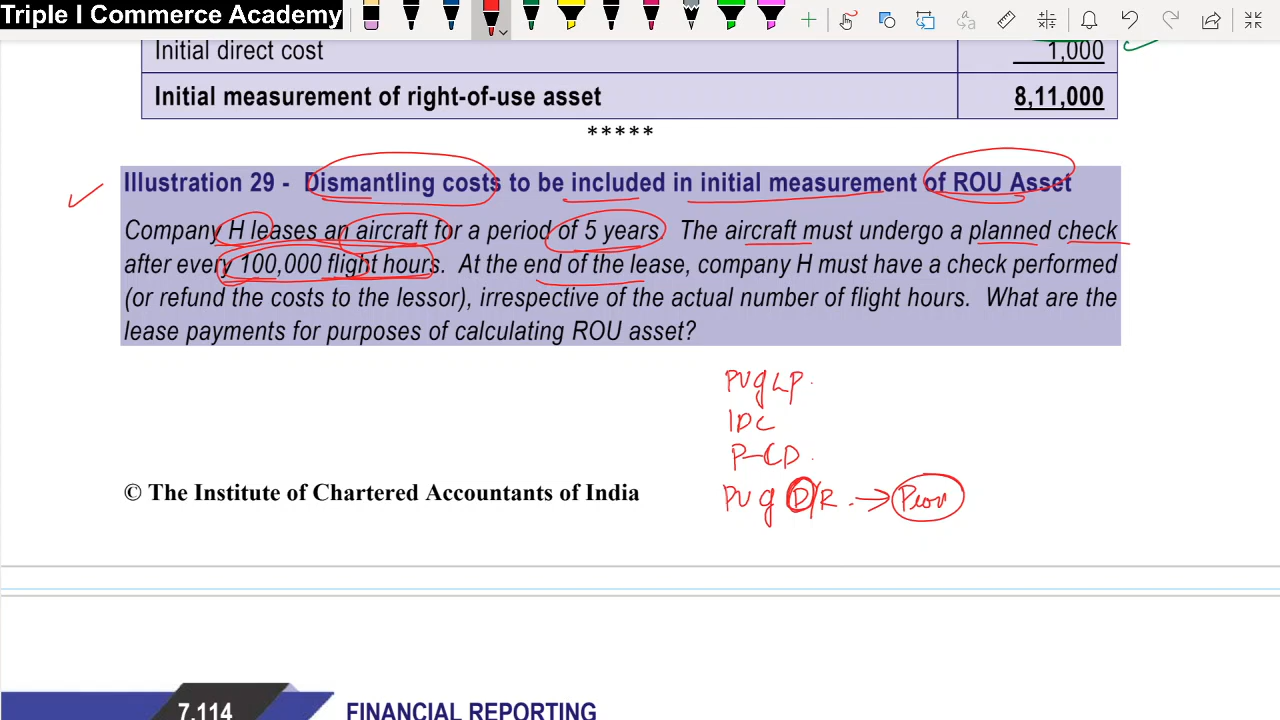 Triple I Commerce Academy
Initial direct cost 1,000
Initial measurement of right-of-use asset 8,11,000
*****
Illustration 29 - Dismantling costs to be included in initial measurement of ROU Asset
Company H leases an aircraft for a period of 5 years The aircraft must undergo a planned check
after every 100,000 flight hours. At the end of the lease, company H must have a check performed
(or refund the costs to the lessor), irrespective of the actual number of flight hours. What are the
lease payments for purposes of calculating ROU asset?
PV g LP
IDC
P-CD
© The Institute of Chartered Accountants of India
PV g D/R → Prov
7.114 FINANCIAL REPORTING